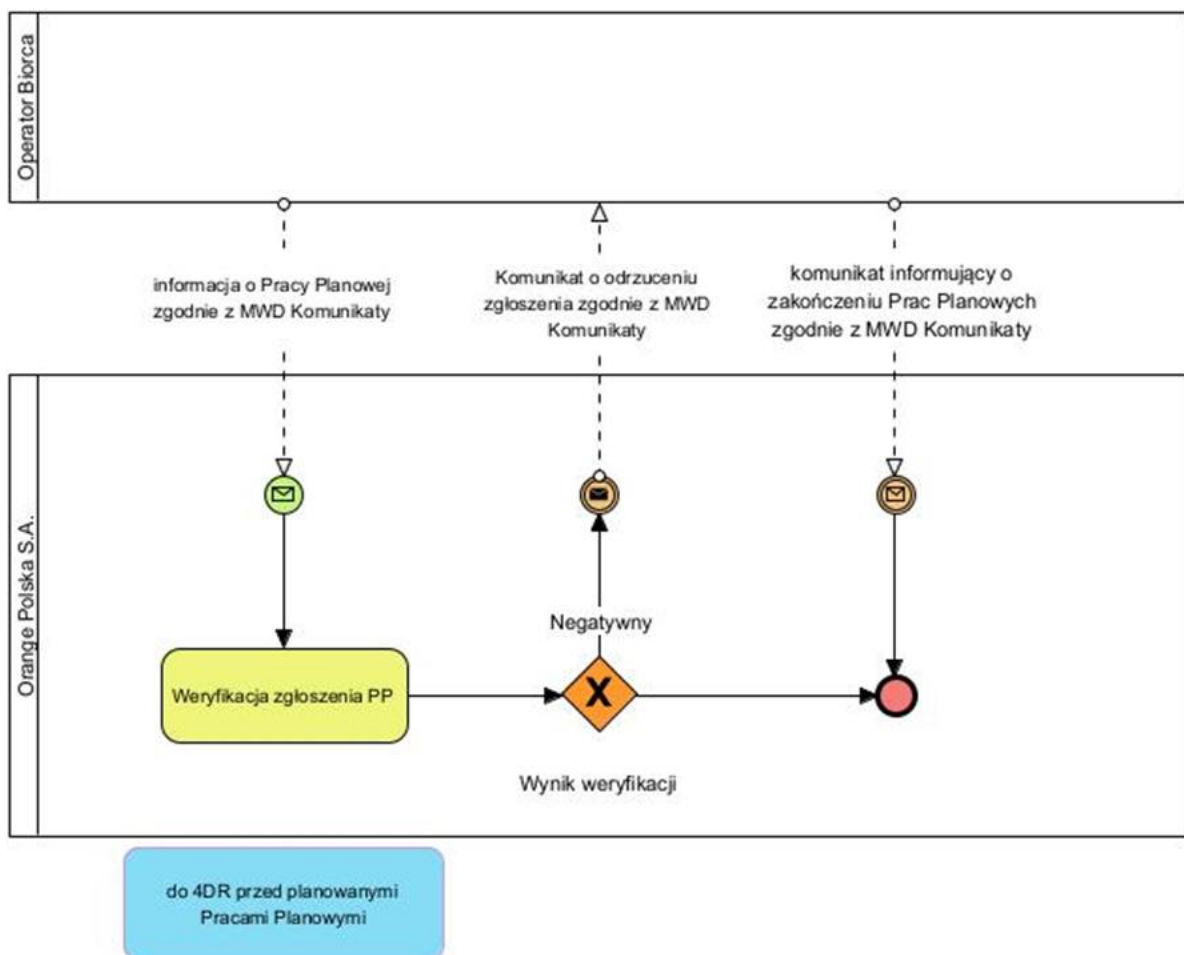 Operator Biorca
informacja o Pracy Planowej
zgodnie z MWD Komunikaty
Komunikat o odrzuceniu
zgłoszenia zgodnie z MWD
Komunikaty
komunikat informujący o
zakończeniu Prac Planowych
zgodnie z MWD Komunikaty
Orange Polska S.A.
Negatywny
Weryfikacja zgłoszenia PP
X
Wynik weryfikacji
do 4DR przed planowanymi
Pracami Planowymi